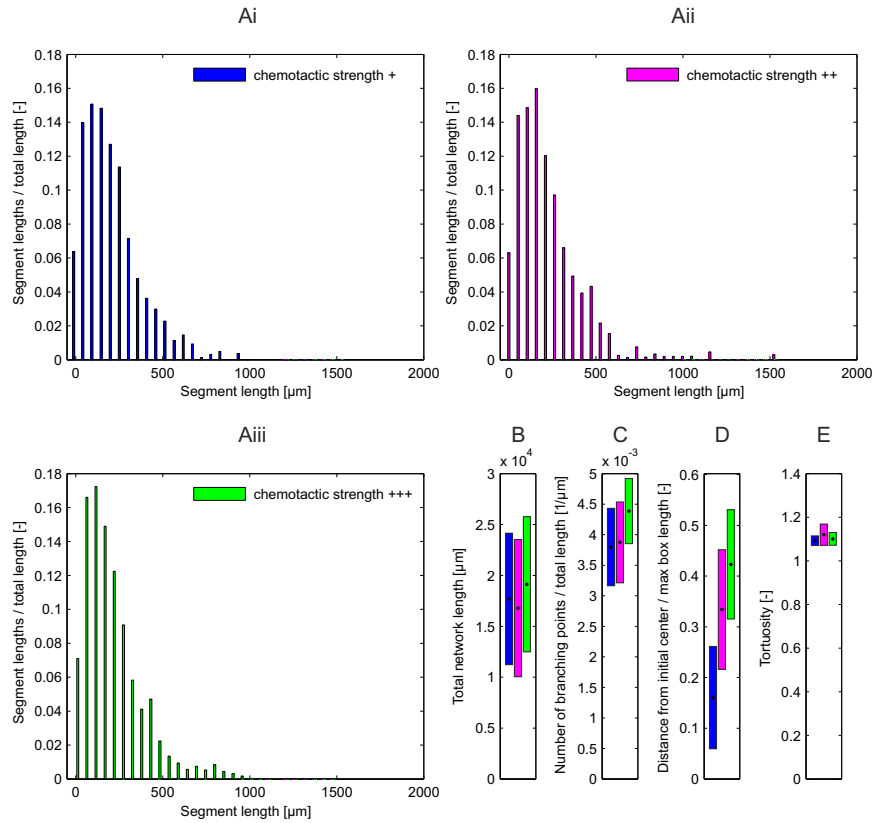 Ai
0.18
0.16
0.14
0.12
0.1
0.08
0.06
0.04
0.02
0
Segment lengths / total length [-]
chemotactic strength +
0 500 1000 1500 2000
Segment length [µm]
Aii
0.18
0.16
0.14
0.12
0.1
0.08
0.06
0.04
0.02
0
Segment lengths / total length [-]
chemotactic strength ++
0 500 1000 1500 2000
Segment length [µm]
Aiii
0.18
0.16
0.14
0.12
0.1
0.08
0.06
0.04
0.02
0
Segment lengths / total length [-]
chemotactic strength +++
0 500 1000 1500 2000
Segment length [µm]
B
x 10^4
3
2.5
2
1.5
1
0.5
0
Total network length [µm]
C
x 10^-3
5
4.5
4
3.5
3
2.5
2
1.5
1
0.5
0
Number of branching points / total length [1/µm]
D
0.6
0.5
0.4
0.3
0.2
0.1
0
Distance from initial center / max box length [-]
E
1.4
1.2
1
0.8
0.6
0.4
0.2
0
Tortuosity [-]